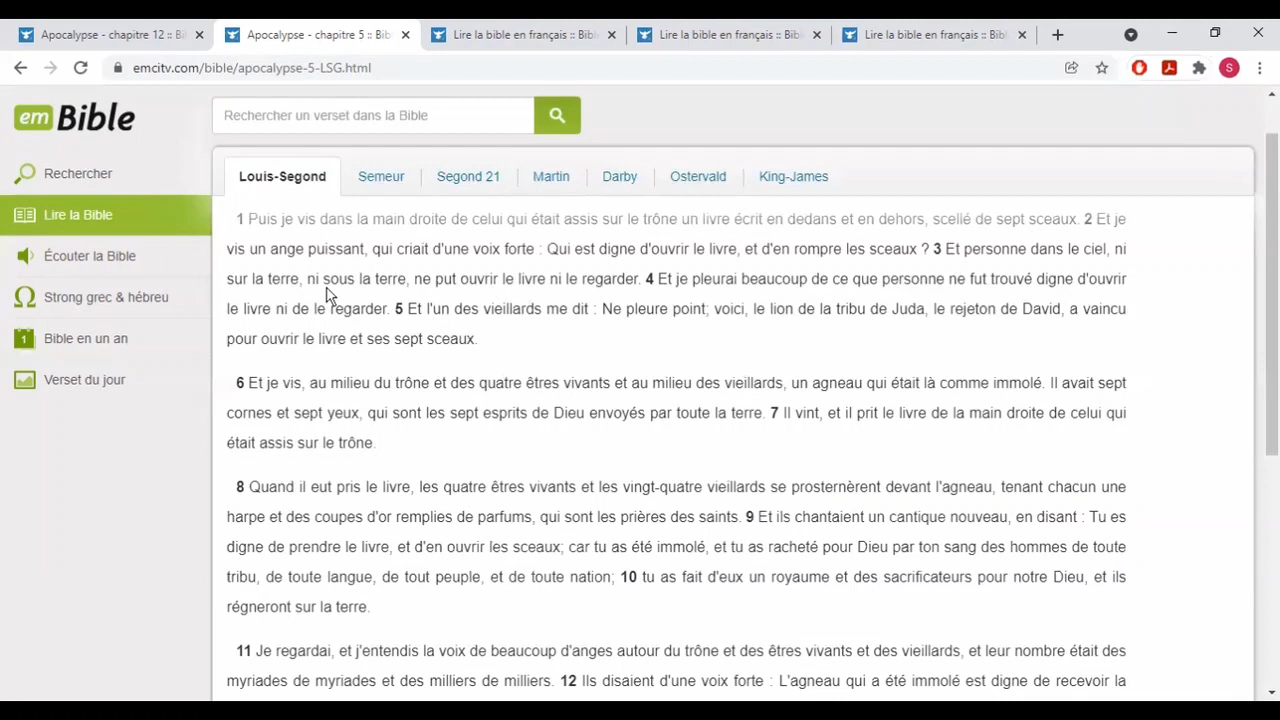 Apocalypse - chapitre 12 :: Bi
Apocalypse - chapitre 5 :: Bib
Lire la bible en français :: Bib
Lire la bible en français :: Bib
Lire la bible en français :: Bib
emcitv.com/bible/apocalypse-5-LSG.html
S
em Bible
Rechercher un verset dans la Bible
Rechercher
Lire la Bible
Écouter la Bible
Strong grec & hébreu
1 Bible en un an
Verset du jour
Louis-Segond
Semeur
Segond 21
Martin
Darby
Ostervald
King-James
1 Puis je vis dans la main droite de celui qui était assis sur le trône un livre écrit en dedans et en dehors, scellé de sept sceaux. 2 Et je
vis un ange puissant, qui criait d'une voix forte : Qui est digne d'ouvrir le livre, et d'en rompre les sceaux ? 3 Et personne dans le ciel, ni
sur la terre, ni sous la terre, ne put ouvrir le livre ni le regarder. 4 Et je pleurai beaucoup de ce que personne ne fut trouvé digne d'ouvrir
le livre ni de le regarder. 5 Et l'un des vieillards me dit : Ne pleure point; voici, le lion de la tribu de Juda, le rejeton de David, a vaincu
pour ouvrir le livre et ses sept sceaux.
6 Et je vis, au milieu du trône et des quatre êtres vivants et au milieu des vieillards, un agneau qui était là comme immolé. Il avait sept
cornes et sept yeux, qui sont les sept esprits de Dieu envoyés par toute la terre. 7 Il vint, et il prit le livre de la main droite de celui qui
était assis sur le trône.
8 Quand il eut pris le livre, les quatre êtres vivants et les vingt-quatre vieillards se prosternèrent devant l'agneau, tenant chacun une
harpe et des coupes d'or remplies de parfums, qui sont les prières des saints. 9 Et ils chantaient un cantique nouveau, en disant : Tu es
digne de prendre le livre, et d'en ouvrir les sceaux; car tu as été immolé, et tu as racheté pour Dieu par ton sang des hommes de toute
tribu, de toute langue, de tout peuple, et de toute nation; 10 tu as fait d'eux un royaume et des sacrificateurs pour notre Dieu, et ils
régneront sur la terre.
11 Je regardai, et j'entendis la voix de beaucoup d'anges autour du trône et des êtres vivants et des vieillards, et leur nombre était des
myriades de myriades et des milliers de milliers. 12 Ils disaient d'une voix forte : L'agneau qui a été immolé est digne de recevoir la